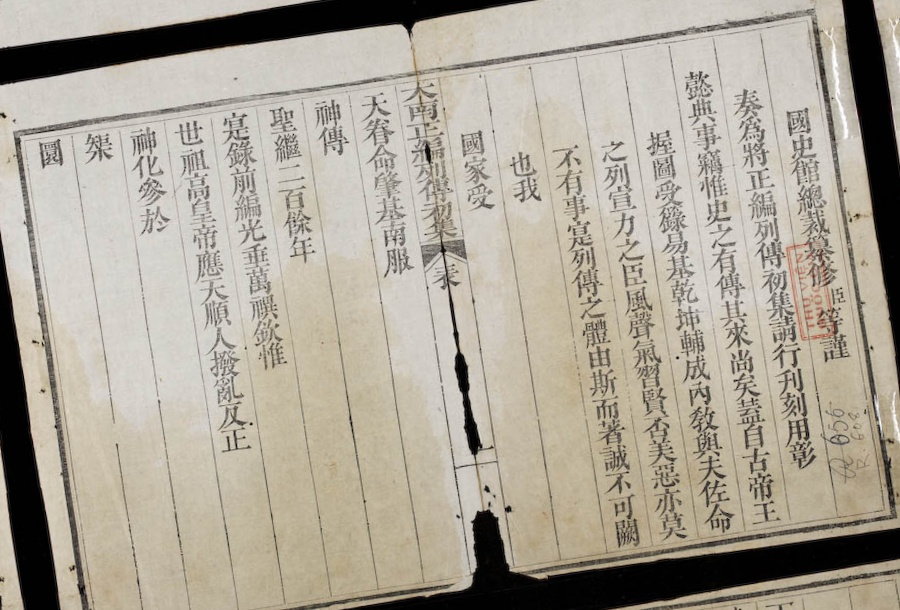 國史館總裁纂修臣等謹
奏為將正編列傳初集請行刊刻用彰
懿典事竊惟史之有傳其來尚矣蓋自古帝王
握圖受籙易基乾坤輔成內教與夫佐命
之列宣力之臣風聲氣習賢否美惡亦莫
不有事寔列傳之體由斯而著誠不可闕
也我
國家受
大南正編列傳初集 表
天眷命肇基南服
神傳
聖繼二百餘年
寔錄前編光垂萬禩欽惟
世祖高皇帝應天順人撥亂反正
神化參於
榘
圜
656